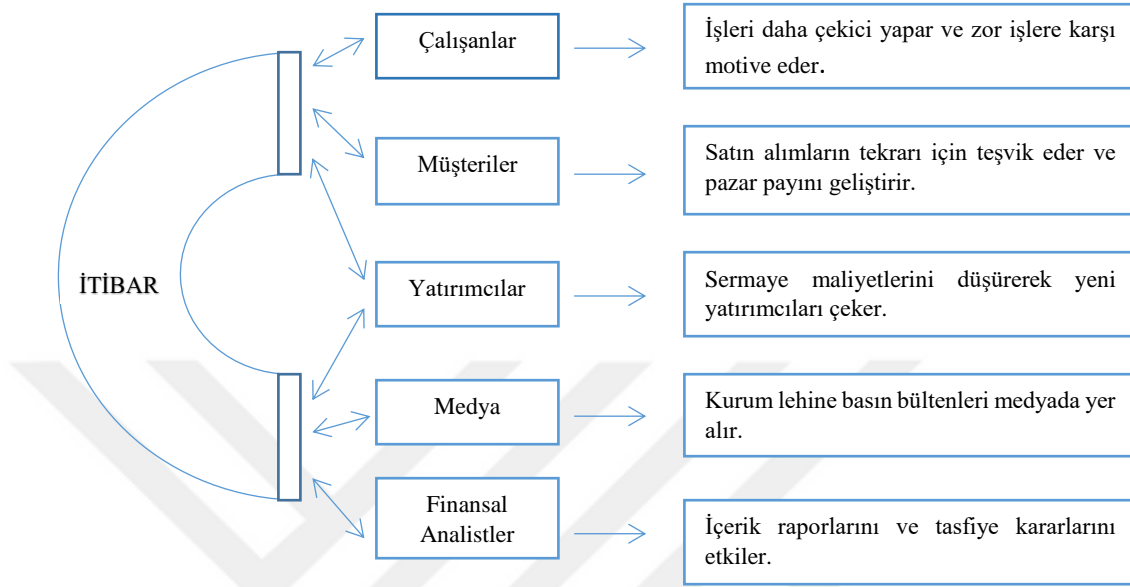 Çalışanlar
İşleri daha çekici yapar ve zor işlere karşı
motive eder.
Müşteriler
Satın alımların tekrarı için teşvik eder ve
pazar payını geliştirir.
İTİBAR
Yatırımcılar
Sermaye maliyetlerini düşürerek yeni
yatırımcıları çeker.
Medya
Kurum lehine basın bültenleri medyada yer
alır.
Finansal
Analistler
İçerik raporlarını ve tasfiye kararlarını
etkiler.